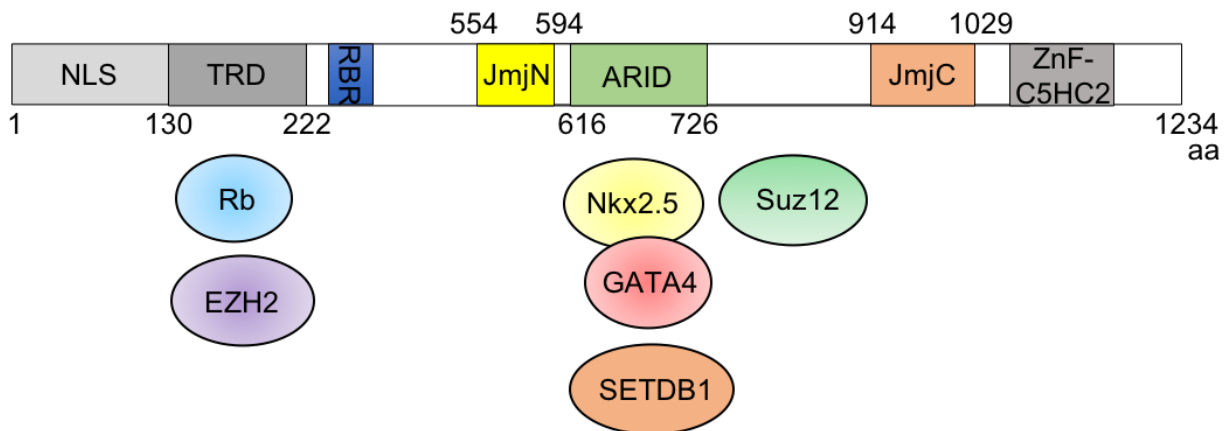 554 594 914 1029
NLS TRD RBR JmjN ARID JmjC ZnF-
C5HC2
1 130 222 616 726 1234
aa
Rb Nkx2.5 Suz12
EZH2 GATA4
SETDB1